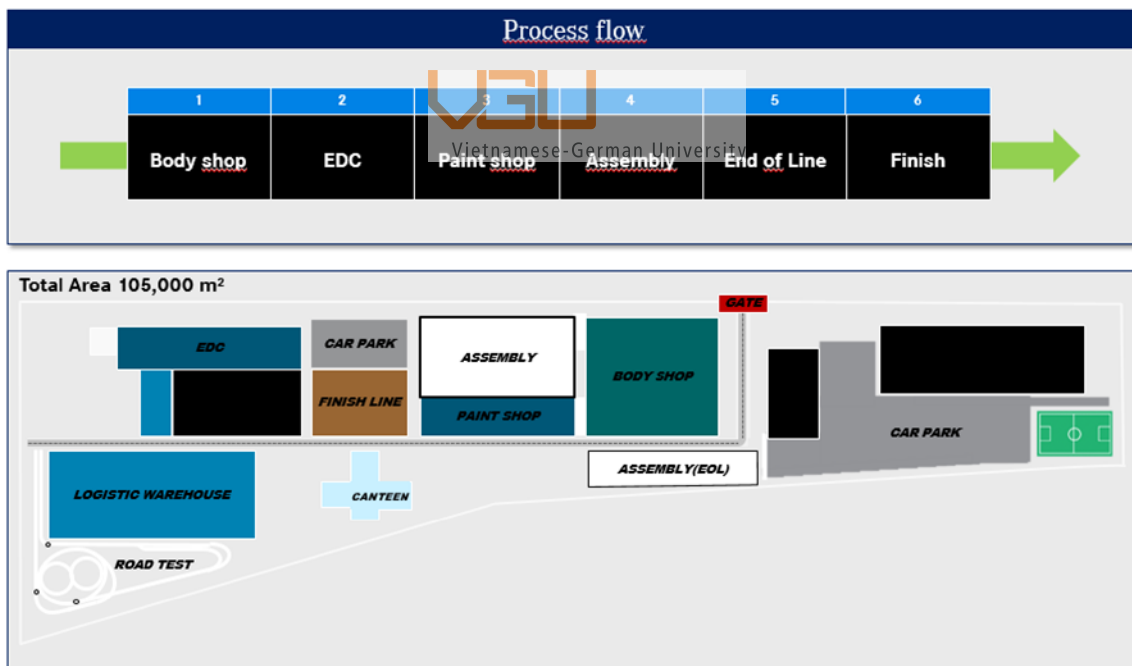 Process flow
1 2 3 4 5 6
VGU
Vietnamese-German University
Body shop EDC Paint shop Assembly End of Line Finish
Total Area 105,000 m²
GATE
EDC
CAR PARK
ASSEMBLY
BODY SHOP
FINISH LINE
PAINT SHOP
CAR PARK
ASSEMBLY(EOL)
LOGISTIC WAREHOUSE
CANTEEN
ROAD TEST